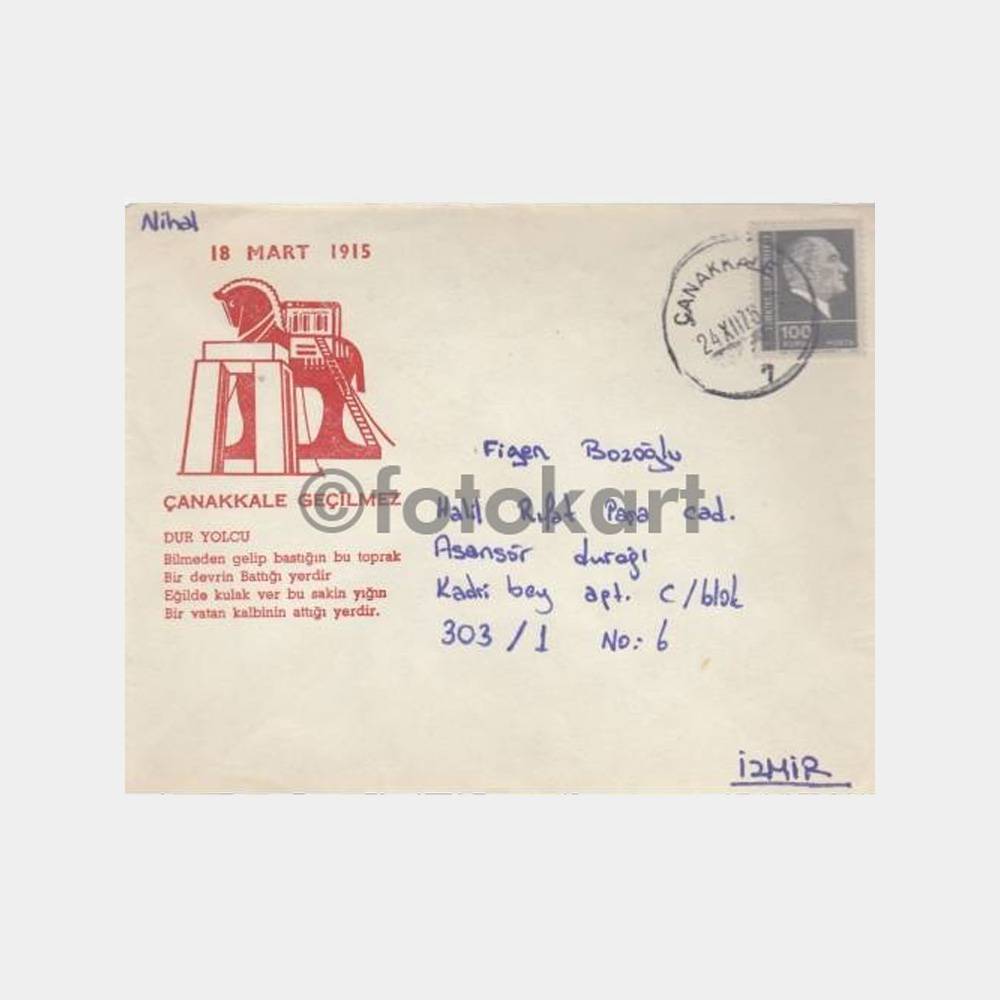 Nihal
18 MART 1915
ÇANAKKALE GEÇİLMEZ
DUR YOLCU
Bilmeden gelip bastığın bu toprak
Bir devrin Battığı yerdir
Eğilde kulak ver bu sakin yığın
Bir vatan kalbinin attığı yerdir.
ÇANAKKALE
24 XII 7
7
100
Figen Bozoğlu
Halil Rıfat Paşa cad.
Asansör durağı
Kadri bey apt. C/blok
303/1 No: 6
İZMİR
©fotokart